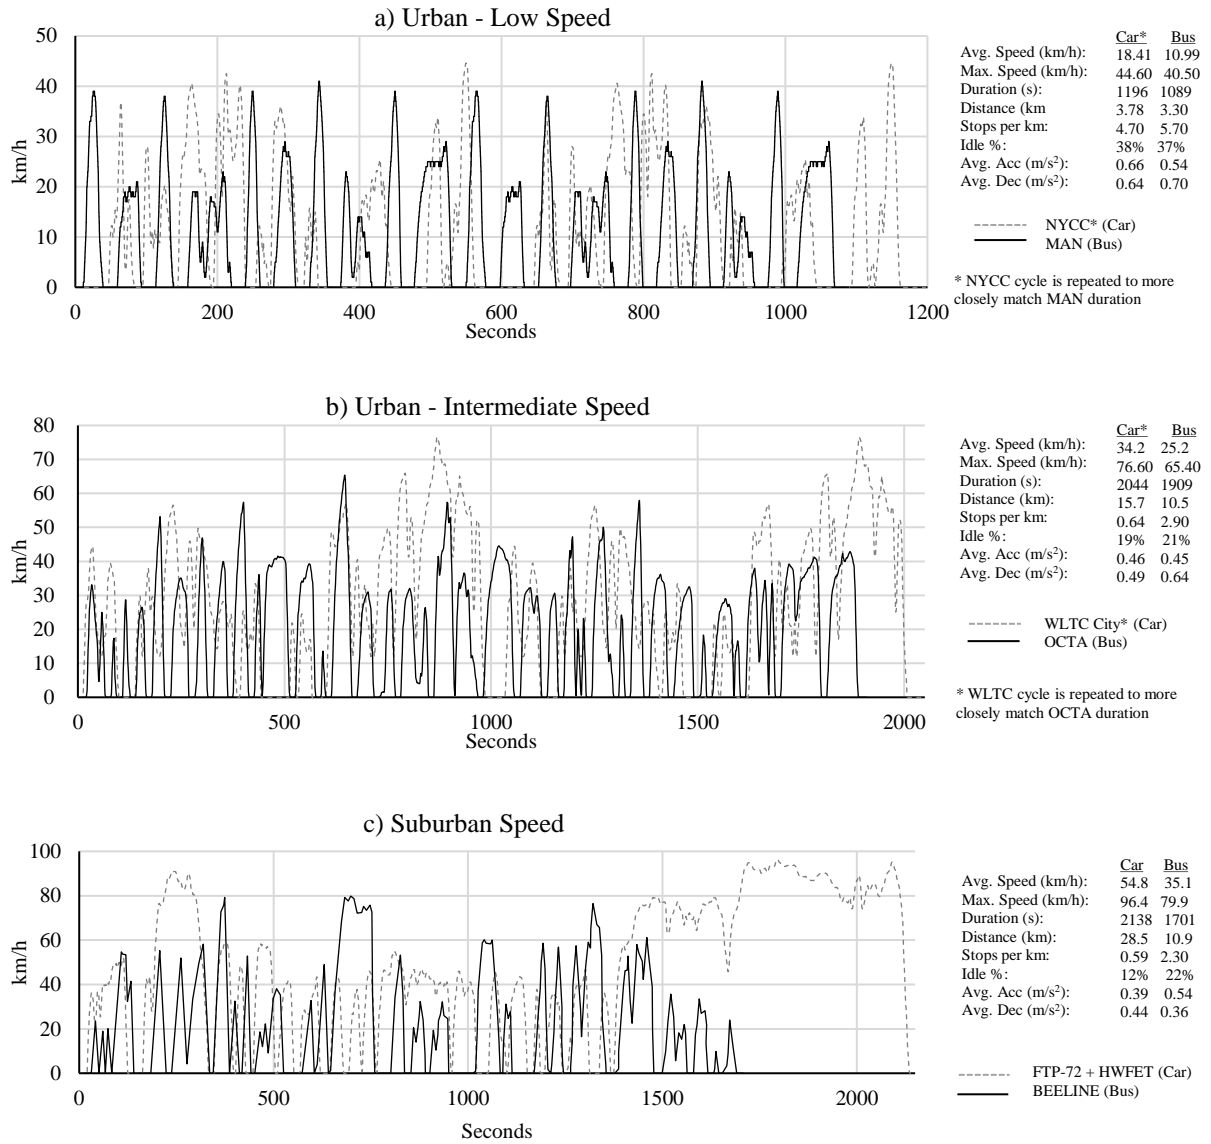 a) Urban - Low Speed
50
40
30
20
10
0
km/h
0 200 400 600 800 1000 1200
Seconds
Car* Bus
Avg. Speed (km/h): 18.41 10.99
Max. Speed (km/h): 44.60 40.50
Duration (s): 1196 1089
Distance (km 3.78 3.30
Stops per km: 4.70 5.70
Idle %: 38% 37%
Avg. Acc (m/s²): 0.66 0.54
Avg. Dec (m/s²): 0.64 0.70
NYCC* (Car)
MAN (Bus)
* NYCC cycle is repeated to more
closely match MAN duration
b) Urban - Intermediate Speed
80
70
60
50
40
30
20
10
0
km/h
0 500 1000 1500 2000
Seconds
Car* Bus
Avg. Speed (km/h): 34.2 25.2
Max. Speed (km/h): 76.60 65.40
Duration (s): 2044 1909
Distance (km): 15.7 10.5
Stops per km: 0.64 2.90
Idle %: 19% 21%
Avg. Acc (m/s²): 0.46 0.45
Avg. Dec (m/s²): 0.49 0.64
WLTC City* (Car)
OCTA (Bus)
* WLTC cycle is repeated to more
closely match OCTA duration
c) Suburban Speed
100
80
60
40
20
0
km/h
0 500 1000 1500 2000
Seconds
Car Bus
Avg. Speed (km/h): 54.8 35.1
Max. Speed (km/h): 96.4 79.9
Duration (s): 2138 1701
Distance (km): 28.5 10.9
Stops per km: 0.59 2.30
Idle %: 12% 22%
Avg. Acc (m/s²): 0.39 0.54
Avg. Dec (m/s²): 0.44 0.36
FTP-72 + HWFET (Car)
BEELINE (Bus)